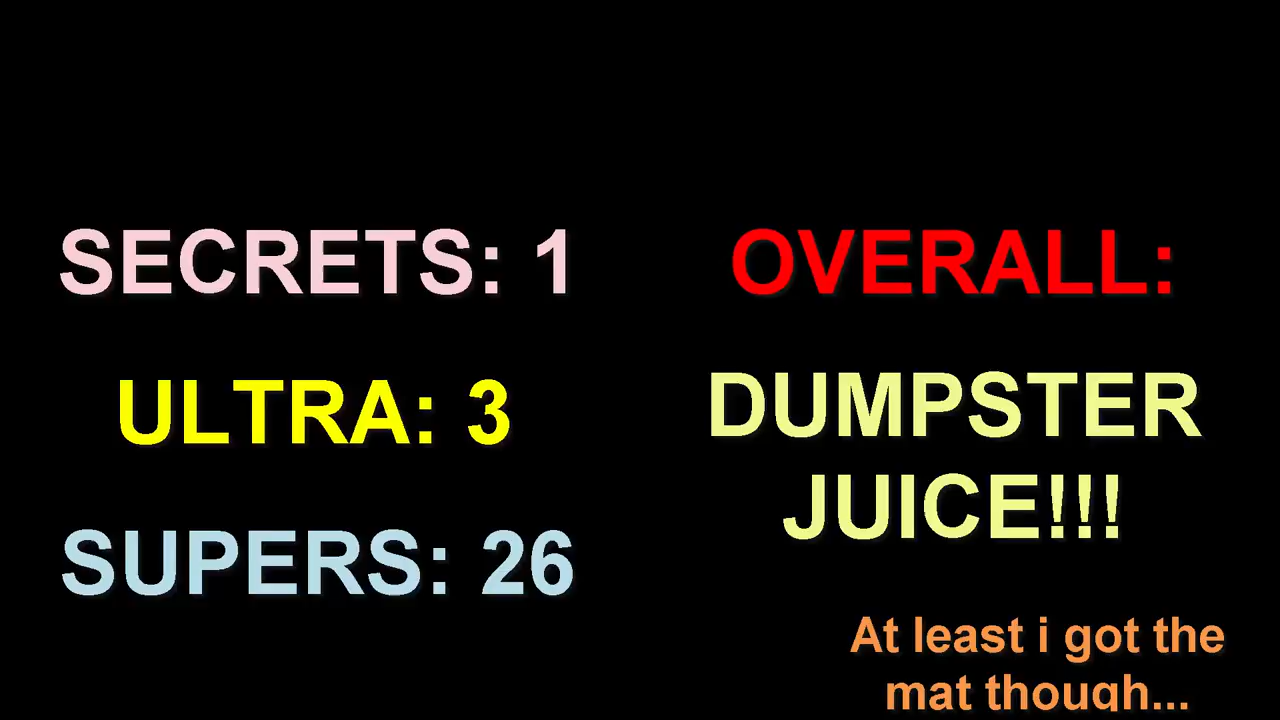 SECRETS: 1
ULTRA: 3
SUPERS: 26
OVERALL:
DUMPSTER
JUICE!!!
At least i got the
mat though...